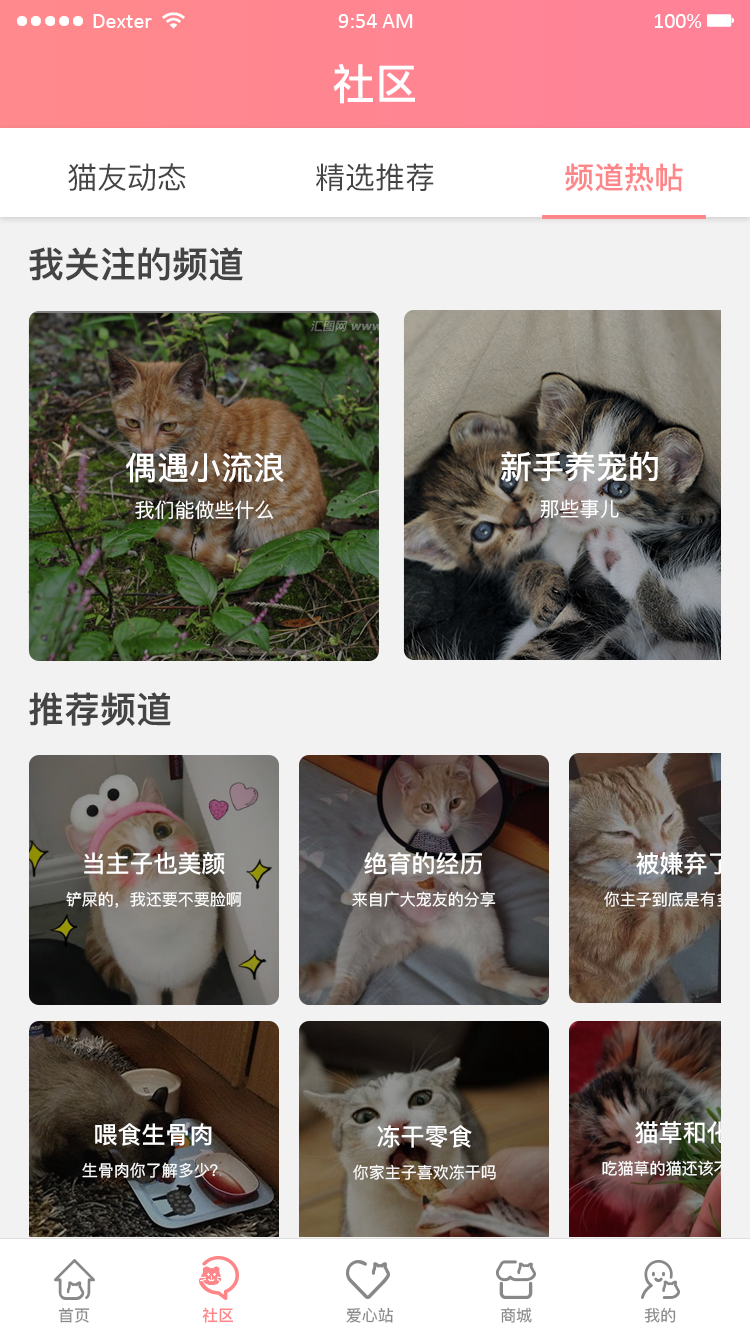 Dexter 9:54 AM 100%
社区
猫友动态 精选推荐 频道热帖
我关注的频道
汇图网 www
偶遇小流浪
我们能做些什么
新手养宠的
那些事儿
推荐频道
当主子也美颜
铲屎的，我还要不要脸啊
绝育的经历
来自广大宠友的分享
被嫌弃了
你主子到底是有
喂食生骨肉
生骨肉你了解多少？
冻干零食
你家主子喜欢冻干吗
猫草和
吃猫草的猫还该
首页 社区 爱心站 商城 我的